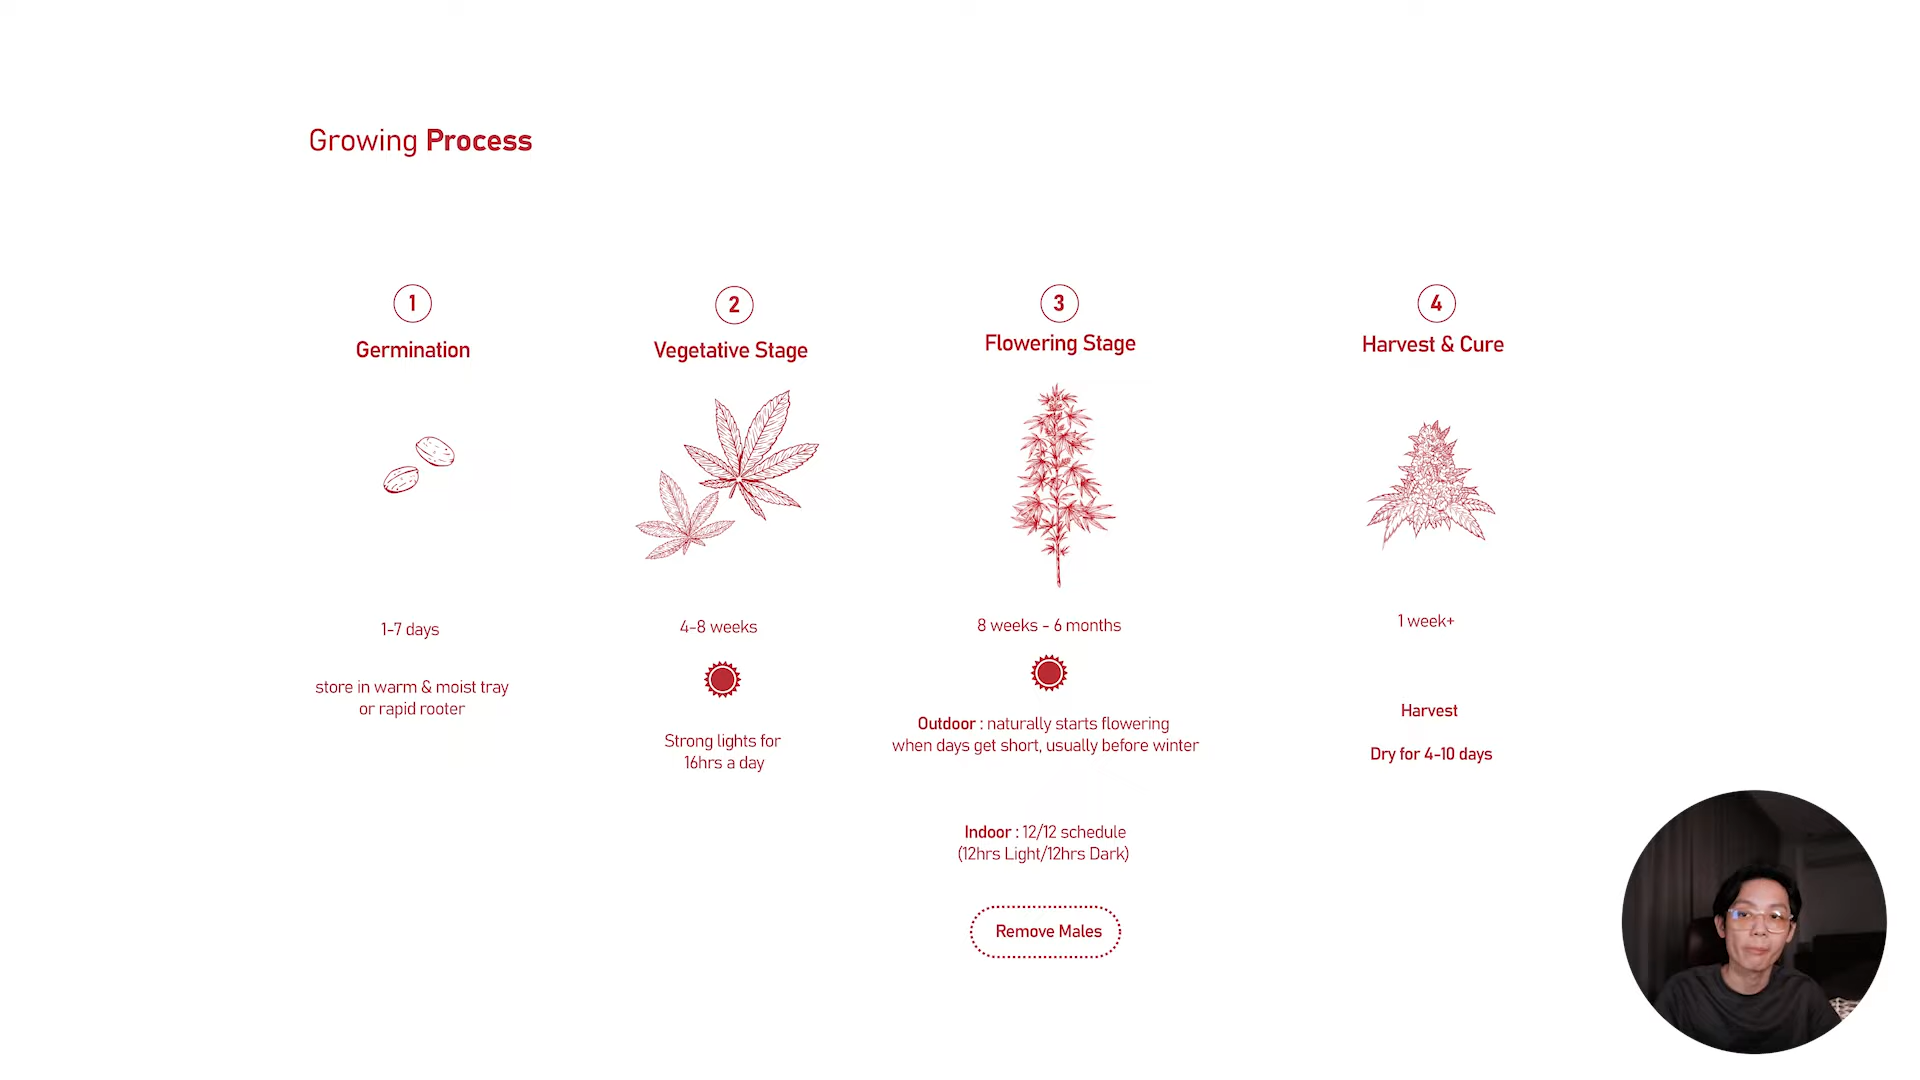 Growing Process
1
Germination
1-7 days
store in warm & moist tray
or rapid rooter
2
Vegetative Stage
4-8 weeks
Strong lights for
16hrs a day
3
Flowering Stage
8 weeks - 6 months
Outdoor : naturally starts flowering
when days get short, usually before winter
Indoor : 12/12 schedule
(12hrs Light/12hrs Dark)
Remove Males
4
Harvest & Cure
1 week+
Harvest
Dry for 4-10 days